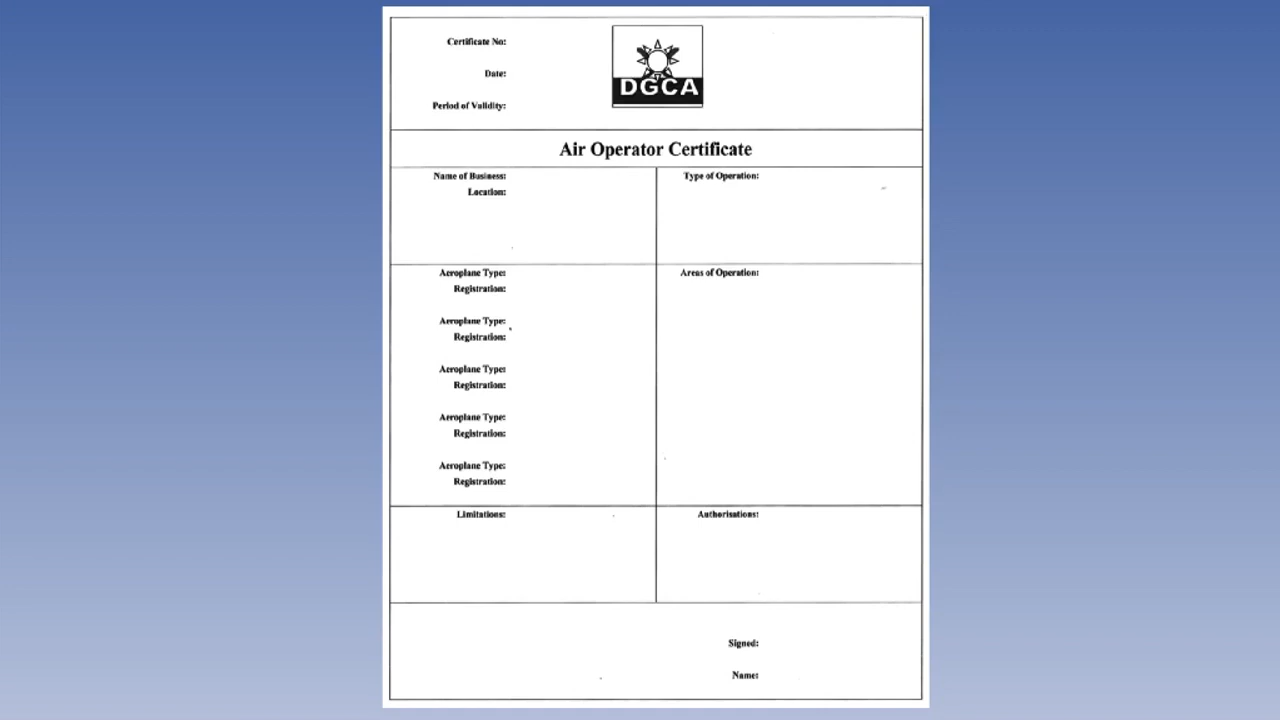 Certificate No:
Date:
Period of Validity:
DGCA
Air Operator Certificate
Name of Business:
Location:
Type of Operation:
Aeroplane Type:
Registration:
Aeroplane Type:
Registration:
Aeroplane Type:
Registration:
Aeroplane Type:
Registration:
Aeroplane Type:
Registration:
Areas of Operation:
Limitations:
Authorisations:
Signed:
Name: